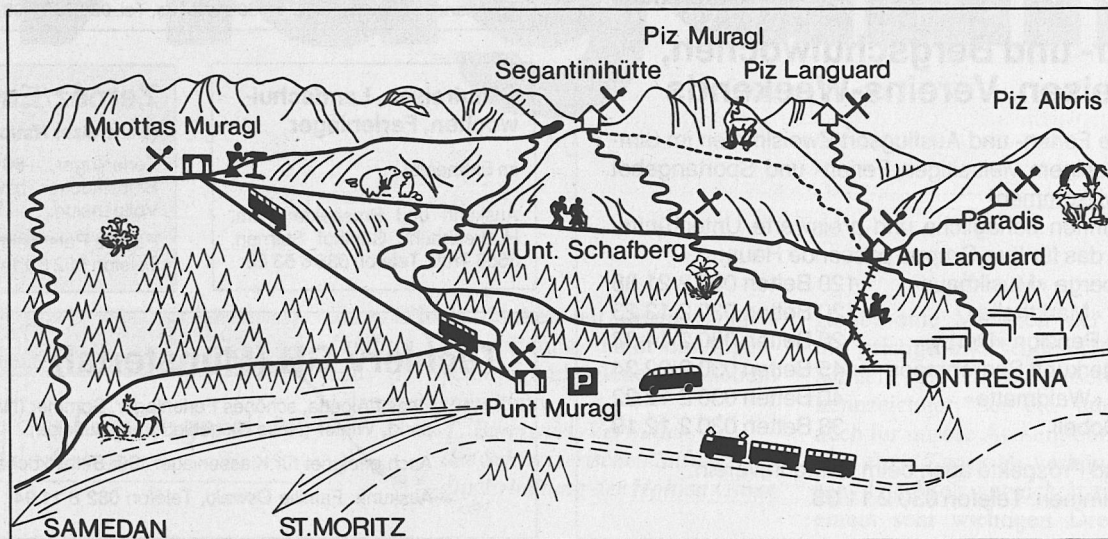 Piz Muragl
Segantinihütte
Piz Languard
Piz Albris
Muottas Muragl
Paradis
Unt. Schafberg
Alp Languard
P
PONTRESINA
Punt Muragl
SAMEDAN
ST. MORITZ